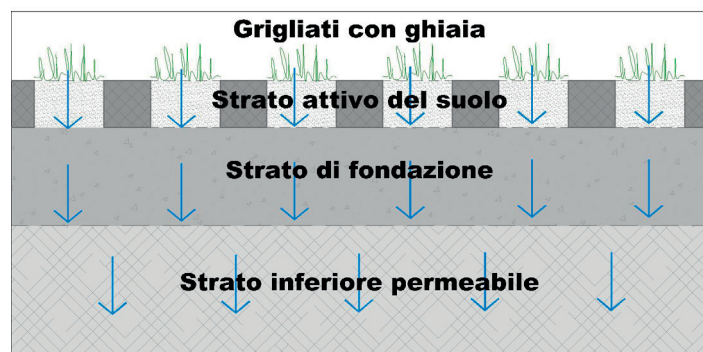 Grigliati con ghiaia
Strato attivo del suolo
Strato di fondazione
Strato inferiore permeabile